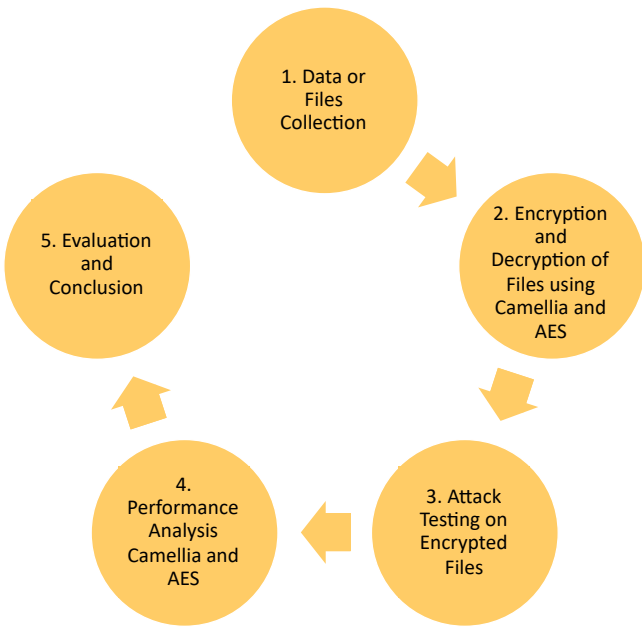 1. Data or
Files
Collection
2. Encryption
and
Decryption of
Files using
Camellia and
AES
3. Attack
Testing on
Encrypted
Files
4.
Performance
Analysis
Camellia and
AES
5. Evaluation
and
Conclusion